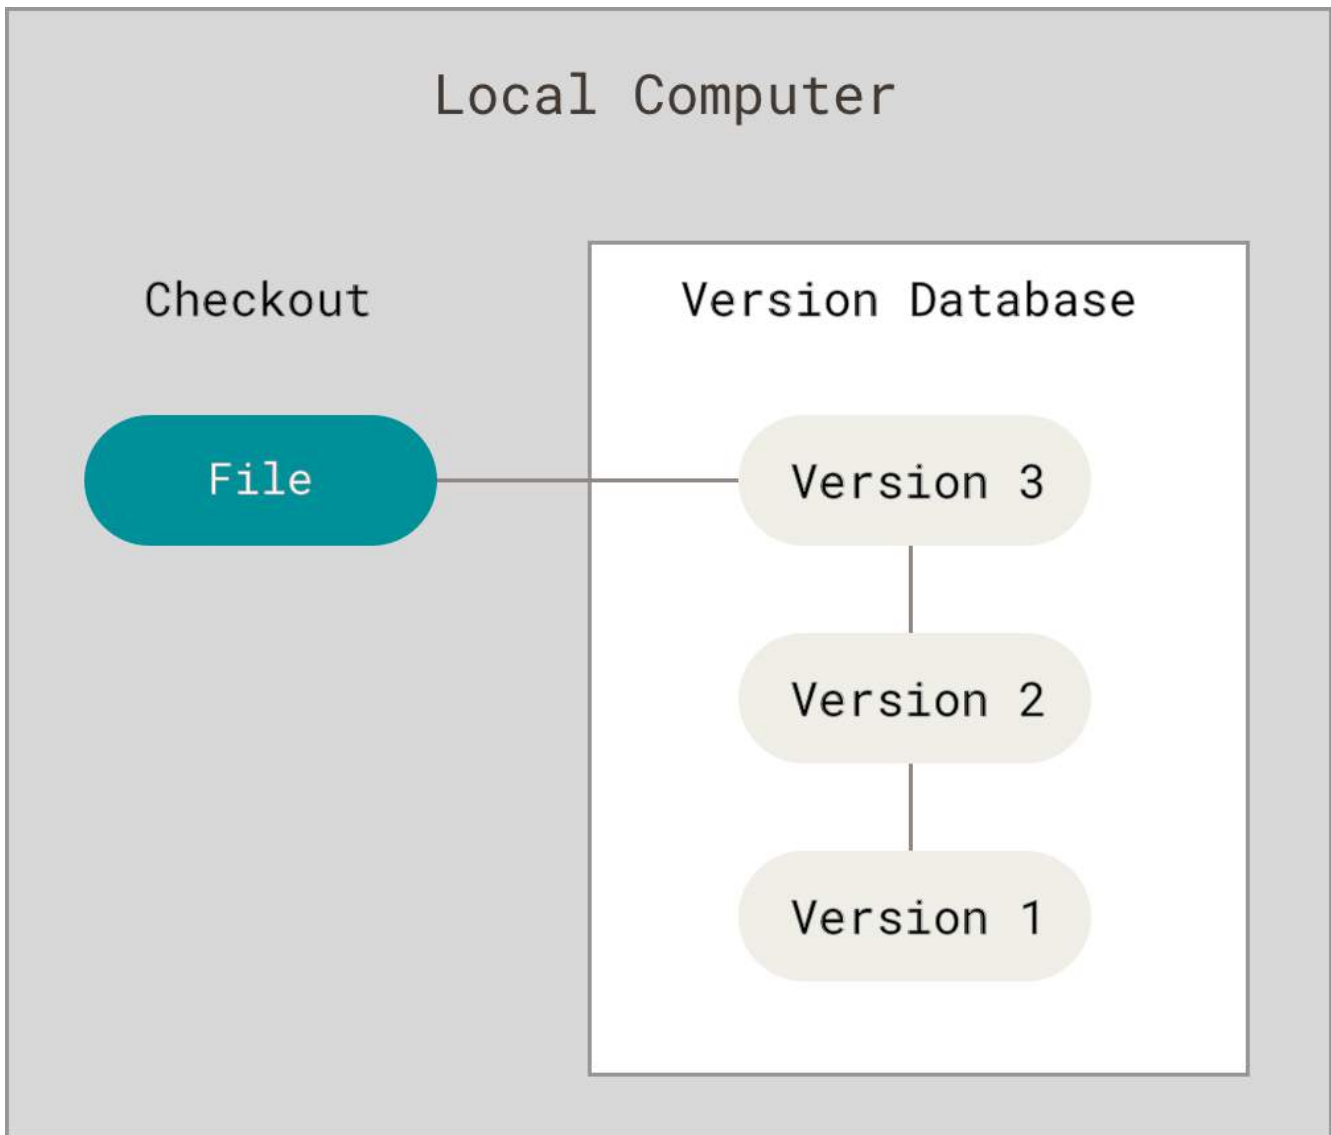 Local Computer
Checkout
Version Database
File
Version 3
Version 2
Version 1